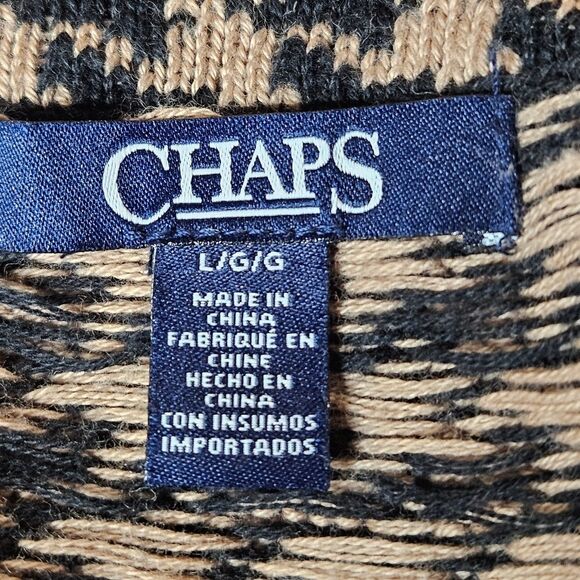 CHAPS
L/G/G
MADE IN
CHINA
FABRIQUÉ EN
CHINE
HECHO EN
CHINA
CON INSUMOS
IMPORTADOS